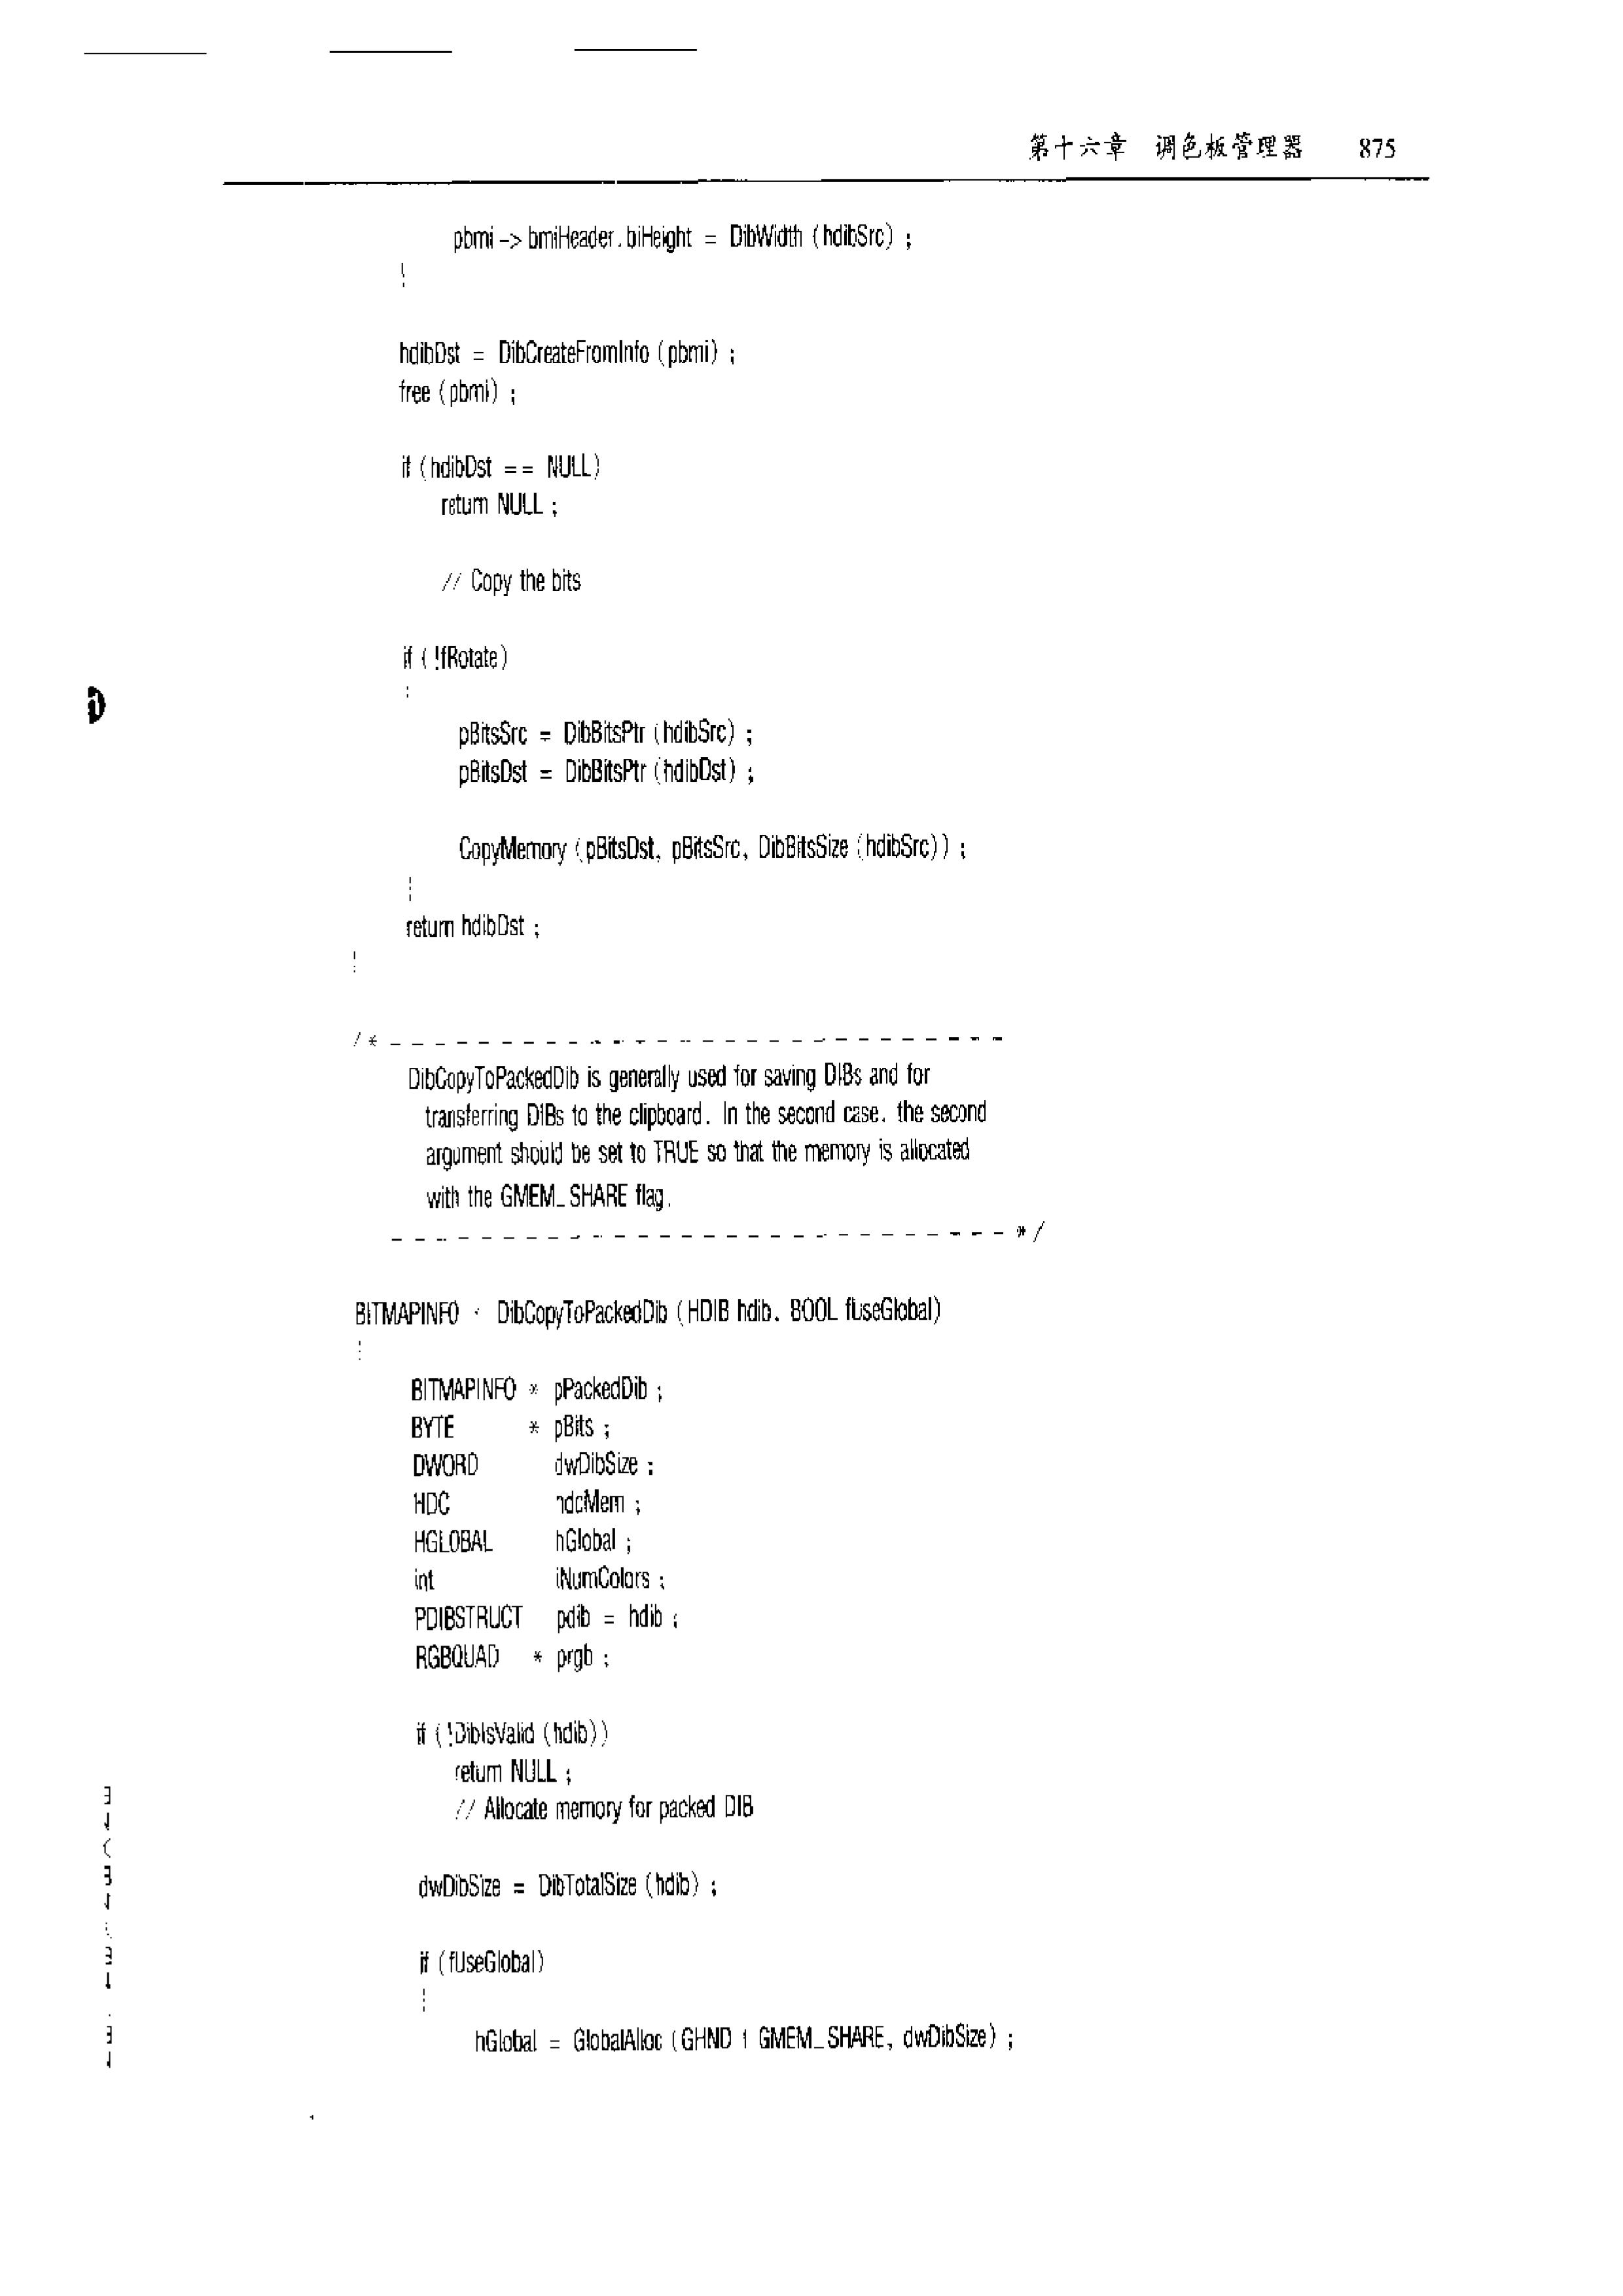 第十六章 调色板管理器 875
pbmi -> bmiHeader.biHeight = DibWidth (hdibSrc) ;
}
hdibDst = DibCreateFromInfo (pbmi) ;
free (pbmi) ;
if (hdibDst == NULL)
return NULL ;
// Copy the bits
if ( !fRotate)
{
pBitsSrc = DibBitsPtr (hdibSrc) ;
pBitsDst = DibBitsPtr (hdibDst) ;
CopyMemory (pBitsDst, pBitsSrc, DibBitsSize (hdibSrc)) ;
}
return hdibDst ;
}
/* - - - - - - - - - - - - - - - - - - - - - - - - - - - -
DibCopyToPackedDib is generally used for saving DIBs and for
transferring DIBs to the clipboard. In the second case, the second
argument should be set to TRUE so that the memory is allocated
with the GMEM_SHARE flag.
- - - - - - - - - - - - - - - - - - - - - - - - - - - - */
BITMAPINFO * DibCopyToPackedDib (HDIB hdib, BOOL fUseGlobal)
{
BITMAPINFO * pPackedDib ;
BYTE * pBits ;
DWORD dwDibSize ;
HDC hdcMem ;
HGLOBAL hGlobal ;
int iNumColors ;
PDIBSTRUCT pdib = hdib ;
RGBQUAD * prgb ;
if ( !DibIsValid (hdib))
return NULL ;
// Allocate memory for packed DIB
dwDibSize = DibTotalSize (hdib) ;
if (fUseGlobal)
{
hGlobal = GlobalAlloc (GHND | GMEM_SHARE, dwDibSize) ;